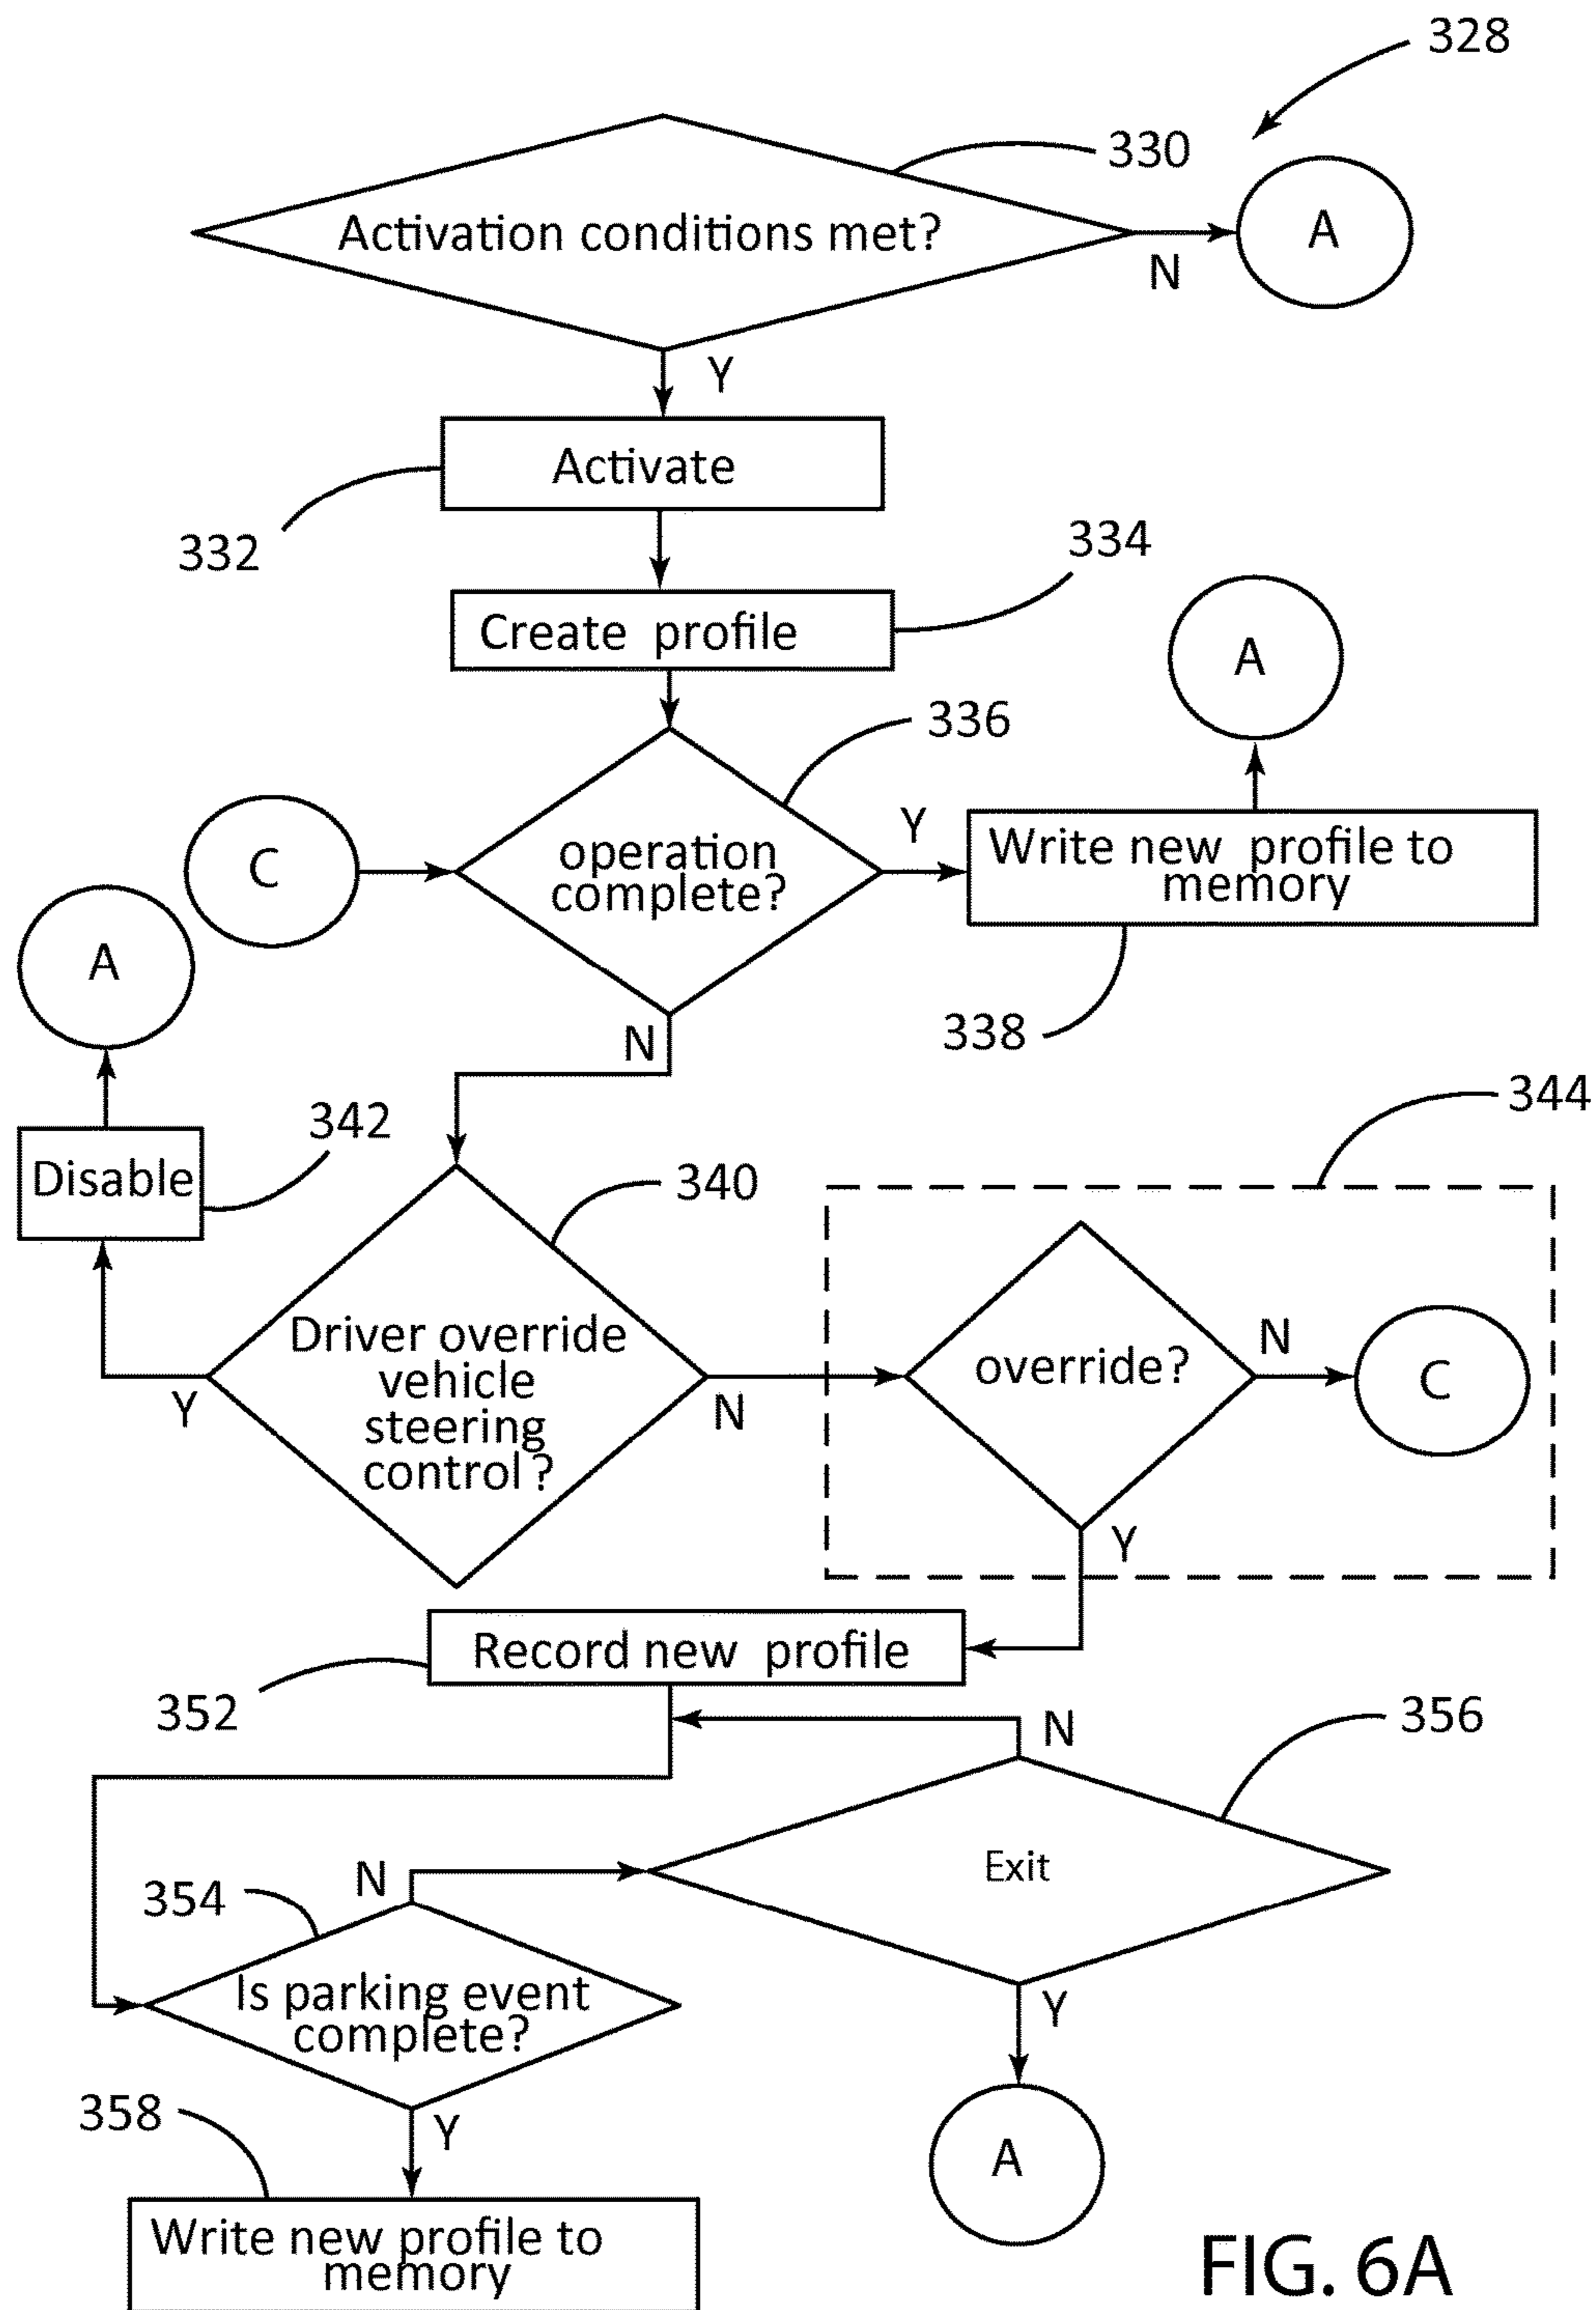 328
330
Activation conditions met?
A
N
Y
Activate
332
334
Create profile
A
336
Y
Write new profile to
memory
operation
complete?
C
A
338
N
344
342
Disable
340
Driver override
vehicle
steering
control?
override?
N
C
Y
N
Y
Record new profile
352
N
356
Exit
N
354
Is parking event
complete?
Y
358
Y
A
Write new profile to
memory
FIG. 6A